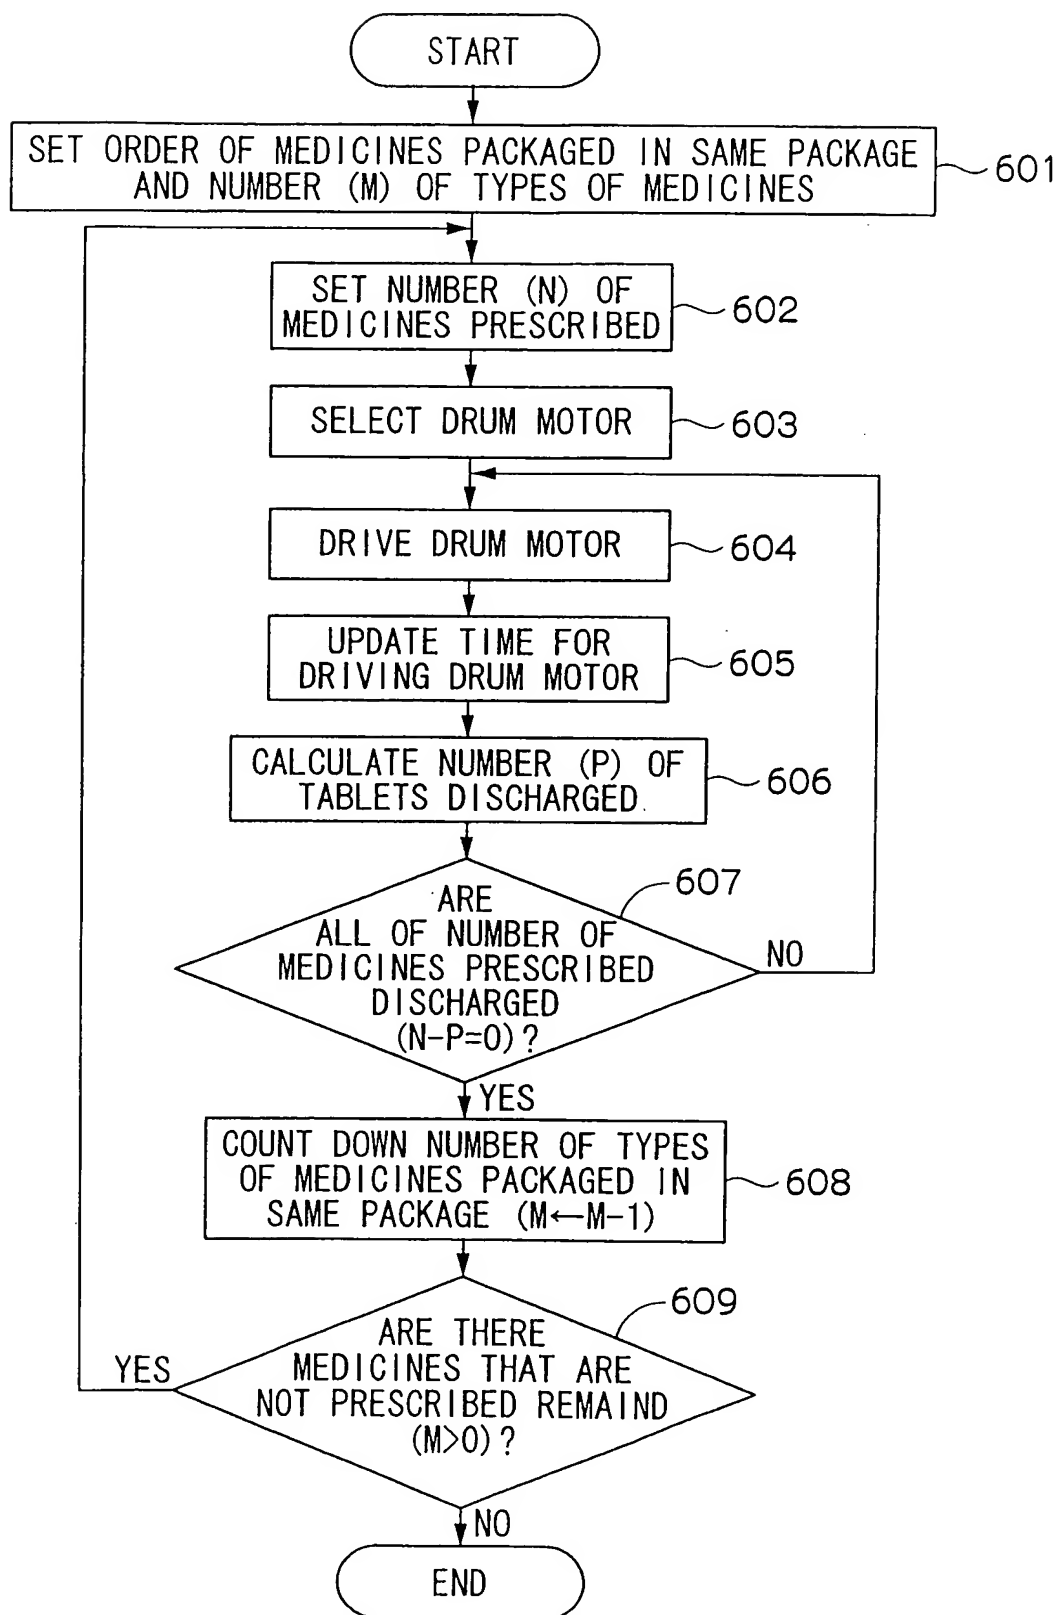 START
SET ORDER OF MEDICINES PACKAGED IN SAME PACKAGE
AND NUMBER (M) OF TYPES OF MEDICINES
601
SET NUMBER (N) OF
MEDICINES PRESCRIBED
602
SELECT DRUM MOTOR
603
DRIVE DRUM MOTOR
604
UPDATE TIME FOR
DRIVING DRUM MOTOR
605
CALCULATE NUMBER (P) OF
TABLETS DISCHARGED
606
ARE
ALL OF NUMBER OF
MEDICINES PRESCRIBED
DISCHARGED
(N-P=0)?
607
NO
YES
COUNT DOWN NUMBER OF TYPES
OF MEDICINES PACKAGED IN
SAME PACKAGE (M←M-1)
608
ARE THERE
MEDICINES THAT ARE
NOT PRESCRIBED REMAIND
(M>0)?
609
YES
NO
END